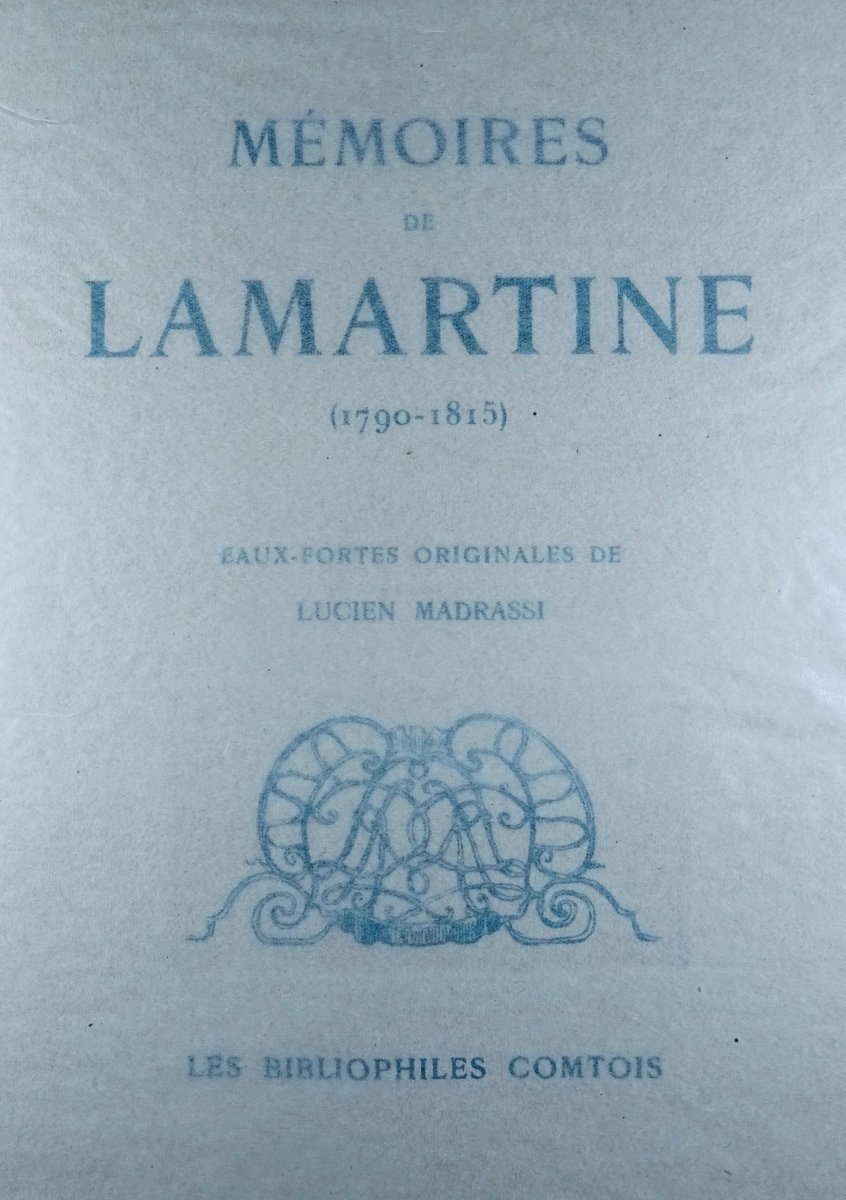 MÉMOIRES
DE
LAMARTINE
(1790-1815)
EAUX-FORTES ORIGINALES DE
LUCIEN MADRASSI
LES BIBLIOPHILES COMTOIS